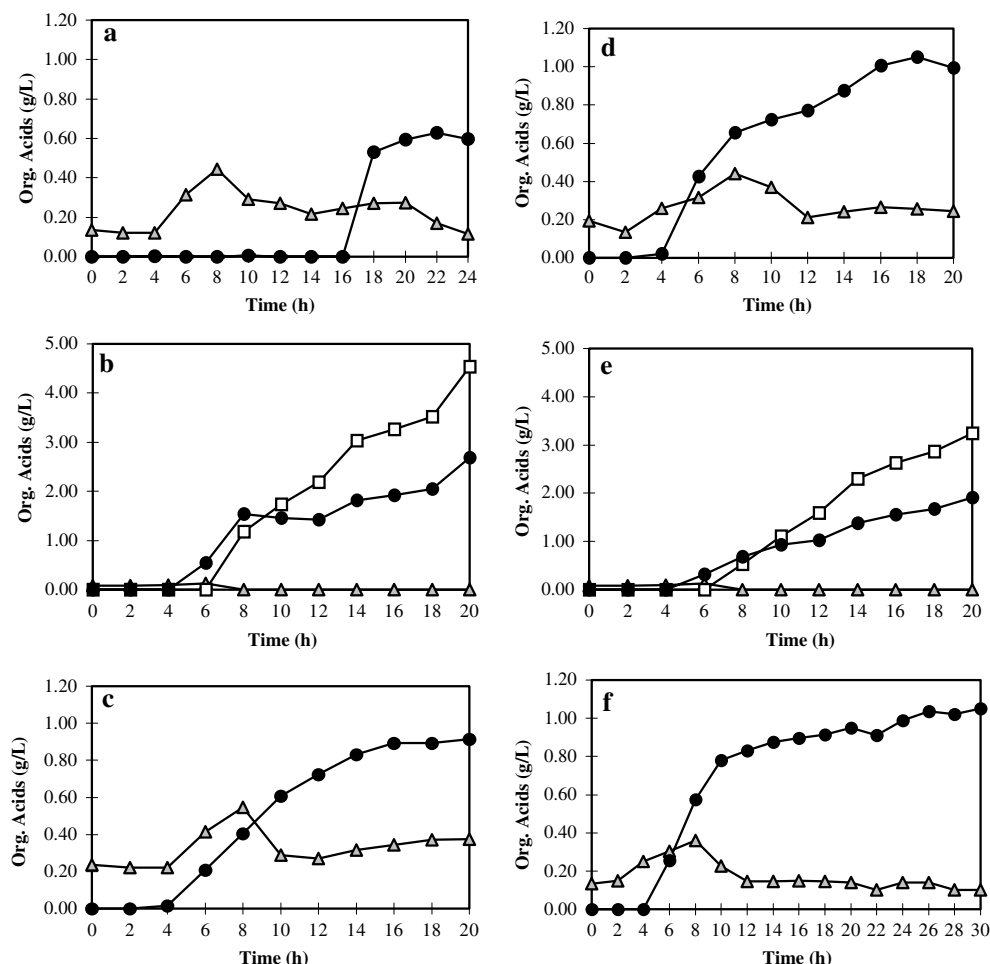 a
Org. Acids (g/L)
1.20
1.00
0.80
0.60
0.40
0.20
0.00
0 2 4 6 8 10 12 14 16 18 20 22 24
Time (h)
d
Org. Acids (g/L)
1.20
1.00
0.80
0.60
0.40
0.20
0.00
0 2 4 6 8 10 12 14 16 18 20
Time (h)
b
Org. Acids (g/L)
5.00
4.00
3.00
2.00
1.00
0.00
0 2 4 6 8 10 12 14 16 18 20
Time (h)
e
Org. Acids (g/L)
5.00
4.00
3.00
2.00
1.00
0.00
0 2 4 6 8 10 12 14 16 18 20
Time (h)
c
Org. Acids (g/L)
1.20
1.00
0.80
0.60
0.40
0.20
0.00
0 2 4 6 8 10 12 14 16 18 20
Time (h)
f
Org. Acids (g/L)
1.20
1.00
0.80
0.60
0.40
0.20
0.00
0 2 4 6 8 10 12 14 16 18 20 22 24 26 28 30
Time (h)